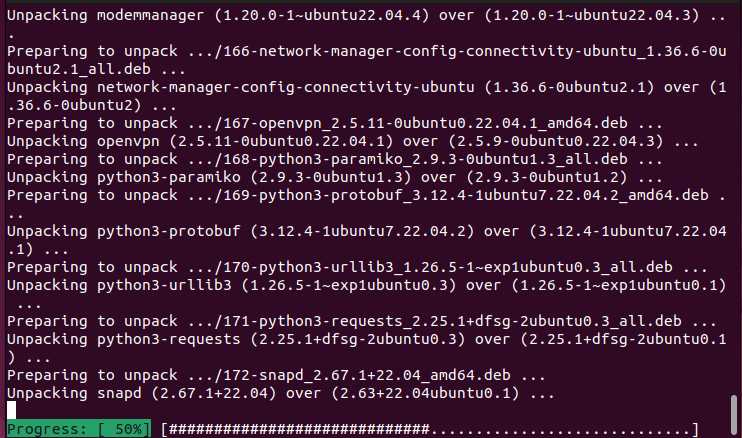 Unpacking modemmanager (1.20.0-1~ubuntu22.04.4) over (1.20.0-1~ubuntu22.04.3) ..
.
Preparing to unpack .../166-network-manager-config-connectivity-ubuntu_1.36.6-0u
buntu2.1_all.deb ...
Unpacking network-manager-config-connectivity-ubuntu (1.36.6-0ubuntu2.1) over (1
.36.6-0ubuntu2) ...
Preparing to unpack .../167-openvpn_2.5.11-0ubuntu0.22.04.1_amd64.deb ...
Unpacking openvpn (2.5.11-0ubuntu0.22.04.1) over (2.5.9-0ubuntu0.22.04.3) ...
Preparing to unpack .../168-python3-paramiko_2.9.3-0ubuntu1.3_all.deb ...
Unpacking python3-paramiko (2.9.3-0ubuntu1.3) over (2.9.3-0ubuntu1.2) ...
Preparing to unpack .../169-python3-protobuf_3.12.4-1ubuntu7.22.04.2_amd64.deb .
..
Unpacking python3-protobuf (3.12.4-1ubuntu7.22.04.2) over (3.12.4-1ubuntu7.22.04
.1) ...
Preparing to unpack .../170-python3-urllib3_1.26.5-1~exp1ubuntu0.3_all.deb ...
Unpacking python3-urllib3 (1.26.5-1~exp1ubuntu0.3) over (1.26.5-1~exp1ubuntu0.1)
 ...
Preparing to unpack .../171-python3-requests_2.25.1+dfsg-2ubuntu0.3_all.deb ...
Unpacking python3-requests (2.25.1+dfsg-2ubuntu0.3) over (2.25.1+dfsg-2ubuntu0.1
) ...
Preparing to unpack .../172-snapd_2.67.1+22.04_amd64.deb ...
Unpacking snapd (2.67.1+22.04) over (2.63+22.04ubuntu0.1) ...
Progress: [ 50%] [#############################.............................]